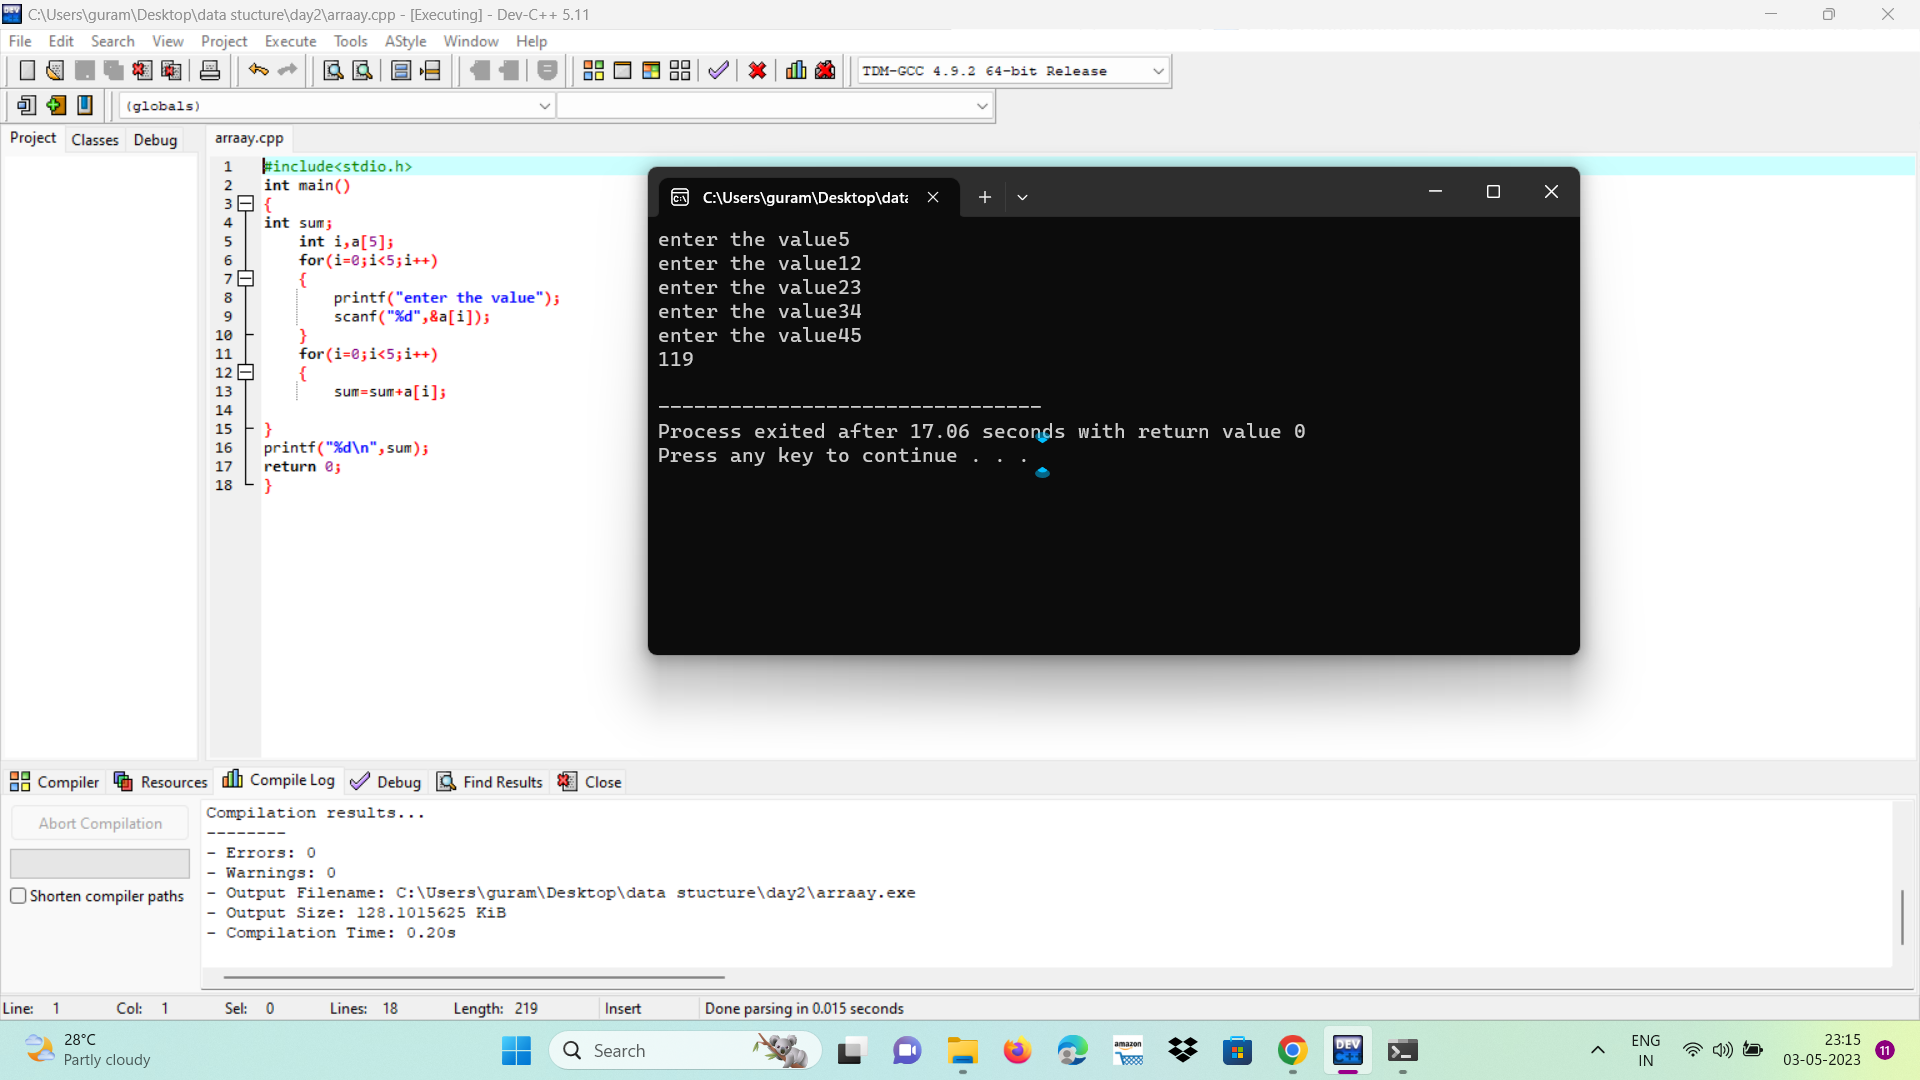 C:\Users\guram\Desktop\data stucture\day2\arraay.cpp - [Executing] - Dev-C++ 5.11
File Edit Search View Project Execute Tools AStyle Window Help
TDM-GCC 4.9.2 64-bit Release
(globals)
Project Classes Debug
arraay.cpp
1 #include<stdio.h>
2 int main()
3 {
4 int sum;
5 int i,a[5];
6 for(i=0;i<5;i++)
7 {
8 printf("enter the value");
9 scanf("%d",&a[i]);
10 }
11 for(i=0;i<5;i++)
12 {
13 sum=sum+a[i];
14
15 }
16 printf("%d\n",sum);
17 return 0;
18 }
C:\Users\guram\Desktop\data
enter the value5
enter the value12
enter the value23
enter the value34
enter the value45
119
--------------------------------
Process exited after 17.06 seconds with return value 0
Press any key to continue . . .
Compiler Resources Compile Log Debug Find Results Close
Abort Compilation
Shorten compiler paths
Compilation results...
--------
- Errors: 0
- Warnings: 0
- Output Filename: C:\Users\guram\Desktop\data stucture\day2\arraay.exe
- Output Size: 128.1015625 KiB
- Compilation Time: 0.20s
Line: 1 Col: 1 Sel: 0 Lines: 18 Length: 219 Insert Done parsing in 0.015 seconds
28°C
Partly cloudy
Search
amazon
DEV
C++
ENG
IN
23:15
03-05-2023
11